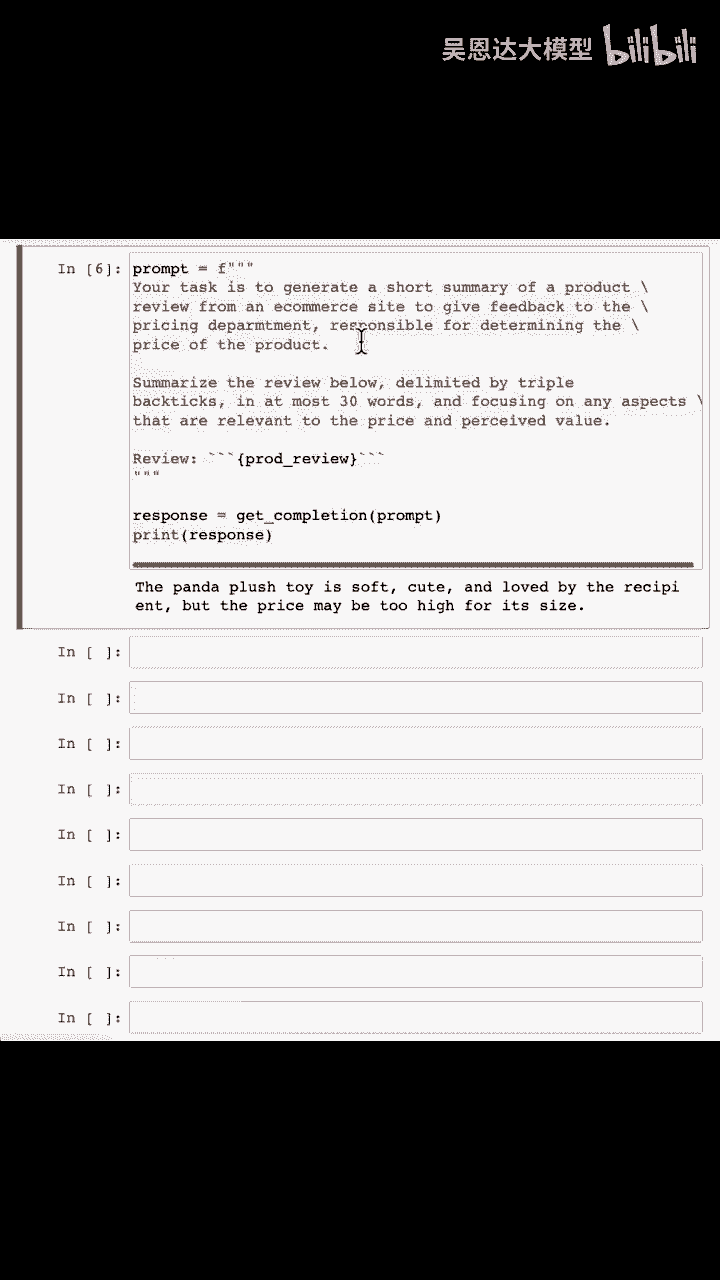 吴恩达大模型 bilibili
In [6]: prompt = f"""
Your task is to generate a short summary of a product \
review from an ecommerce site to give feedback to the \
pricing deparmtment, responsible for determining the \
price of the product.
Summarize the review below, delimited by triple
backticks, in at most 30 words, and focusing on any aspects \
that are relevant to the price and perceived value.
Review: ```{prod_review}```
"""
response = get_completion(prompt)
print(response)
The panda plush toy is soft, cute, and loved by the recipi
ent, but the price may be too high for its size.
In [ ]:
In [ ]:
In [ ]:
In [ ]:
In [ ]:
In [ ]:
In [ ]:
In [ ]:
In [ ]: